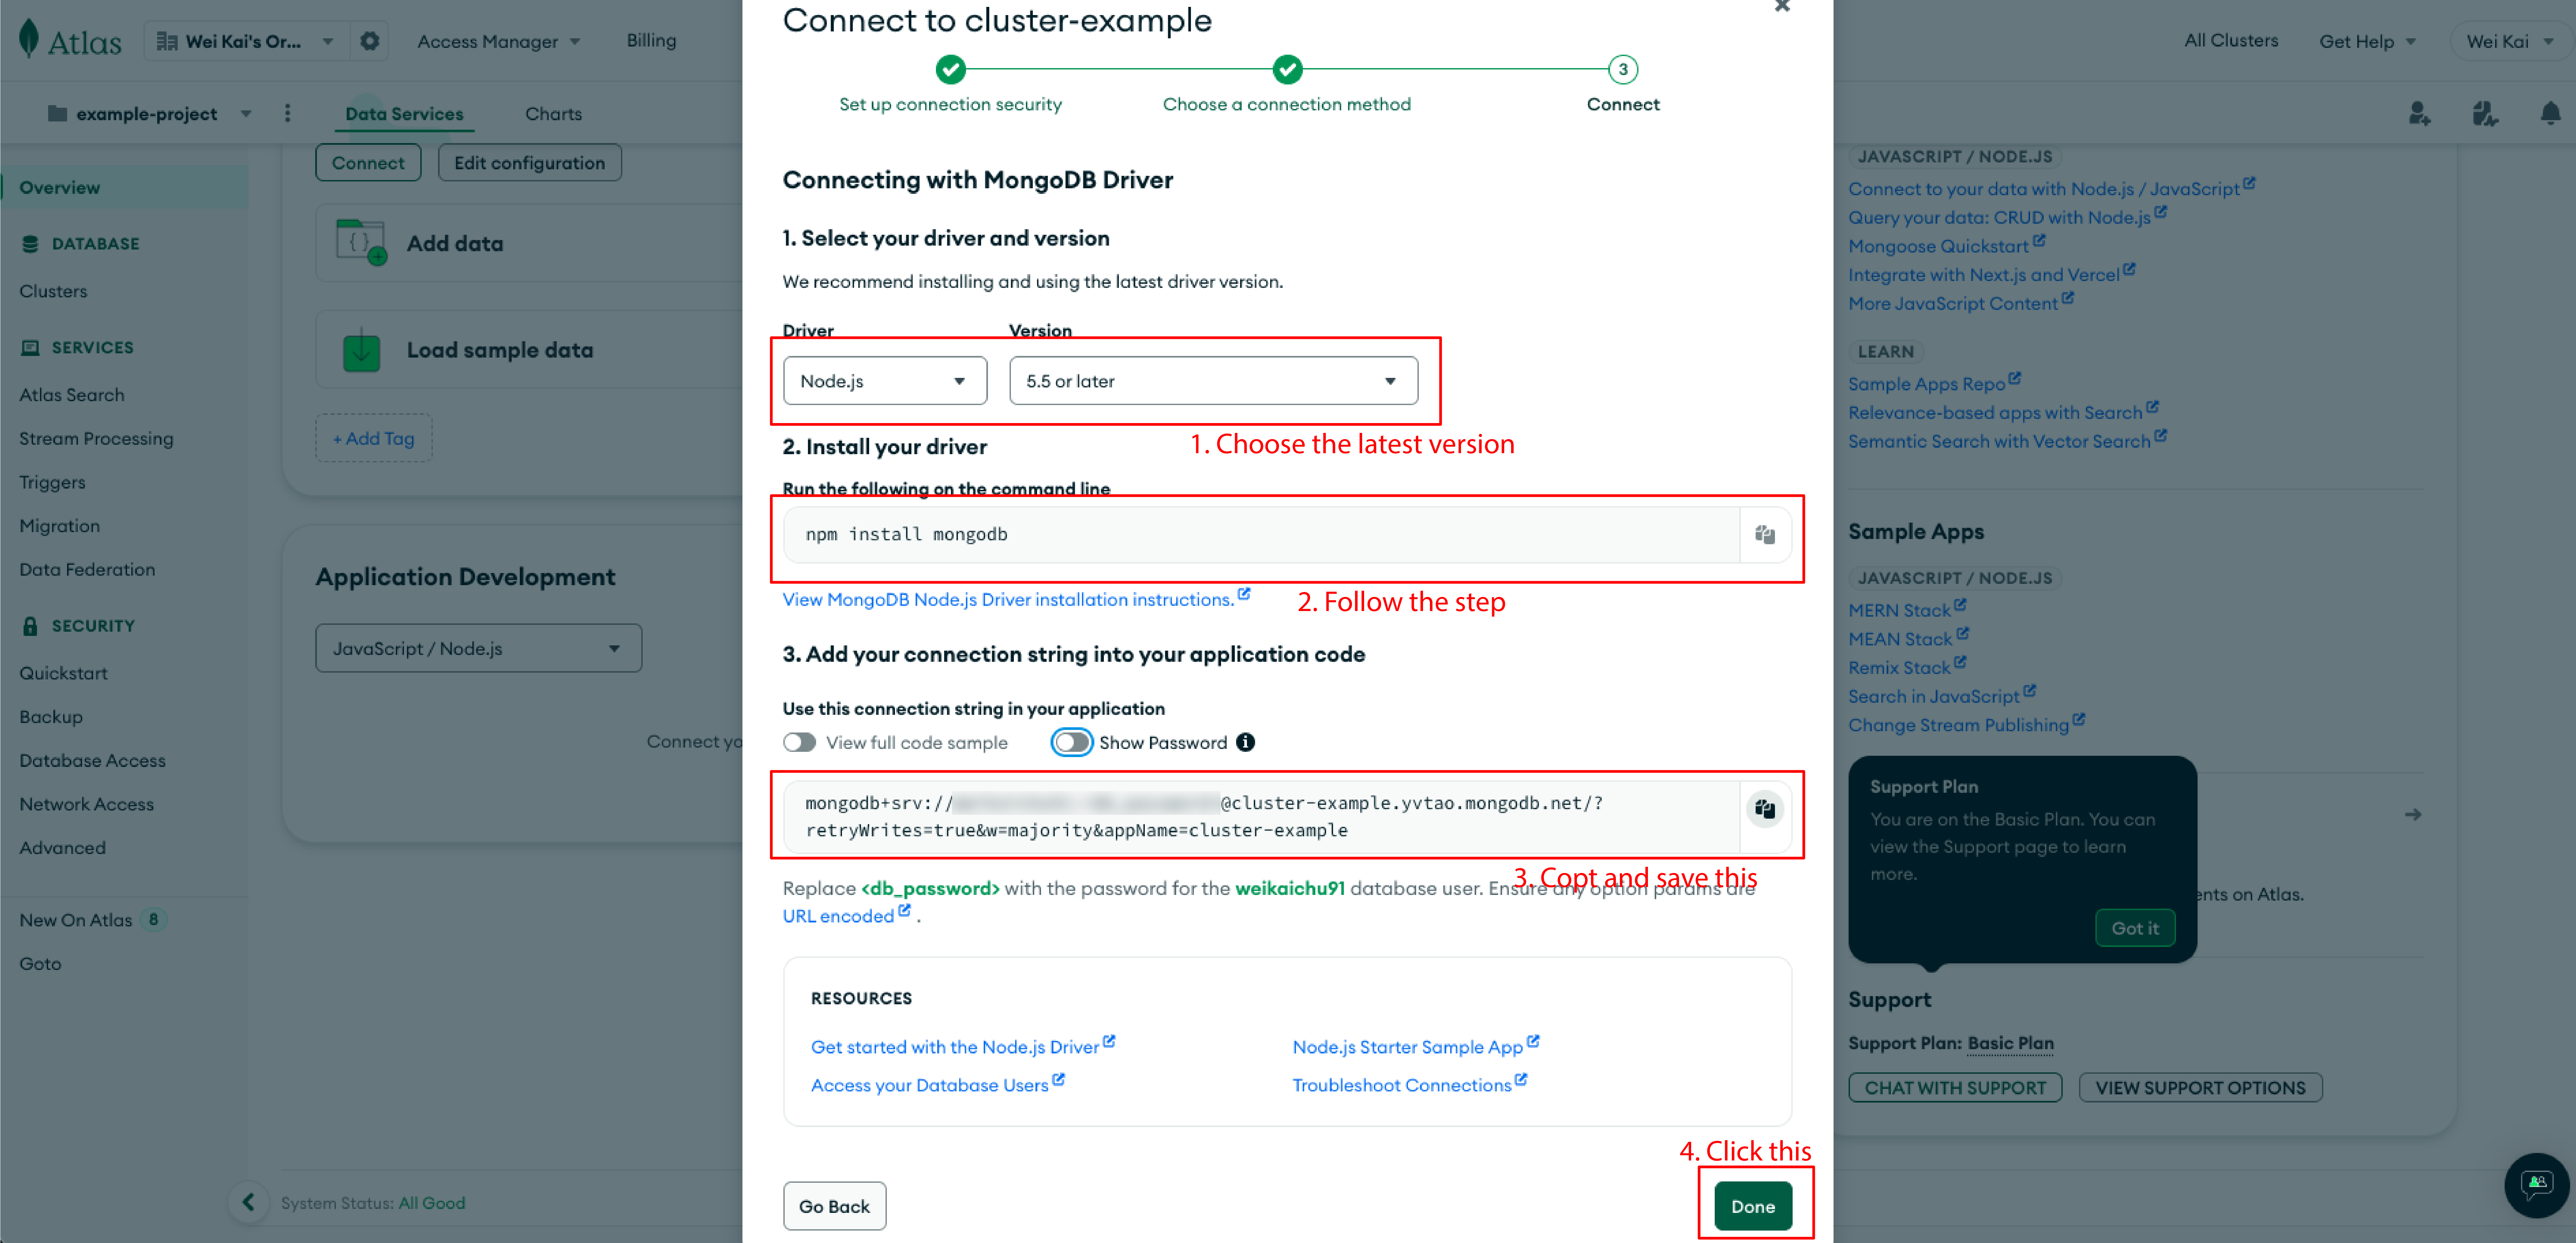 Atlas
Wei Kai's Or...
Access Manager
Billing
All Clusters
Get Help
Wei Kai
example-project
Data Services
Charts
Overview
DATABASE
Clusters
SERVICES
Atlas Search
Stream Processing
Triggers
Migration
Data Federation
SECURITY
Quickstart
Backup
Database Access
Network Access
Advanced
New On Atlas 8
Goto
Connect
Edit configuration
Add data
Load sample data
+ Add Tag
Application Development
JavaScript / Node.js
Connect yo
System Status: All Good
Connect to cluster-example
Set up connection security
Choose a connection method
3
Connect
Connecting with MongoDB Driver
1. Select your driver and version
We recommend installing and using the latest driver version.
Driver
Version
Node.js
5.5 or later
1. Choose the latest version
2. Install your driver
Run the following on the command line
npm install mongodb
View MongoDB Node.js Driver installation instructions.
2. Follow the step
3. Add your connection string into your application code
Use this connection string in your application
View full code sample
Show Password
mongodb+srv://
@cluster-example.yvtao.mongodb.net/?
retryWrites=true&w=majority&appName=cluster-example
3. Copt and save this
Replace <db_password> with the password for the weikaichu91 database user. Ensure any option params are
URL encoded .
RESOURCES
Get started with the Node.js Driver
Node.js Starter Sample App
Access your Database Users
Troubleshoot Connections
4. Click this
Go Back
Done
JAVASCRIPT / NODE.JS
Connect to your data with Node.js / JavaScript
Query your data: CRUD with Node.js
Mongoose Quickstart
Integrate with Next.js and Vercel
More JavaScript Content
LEARN
Sample Apps Repo
Relevance-based apps with Search
Semantic Search with Vector Search
Sample Apps
JAVASCRIPT / NODE.JS
MERN Stack
MEAN Stack
Remix Stack
Search in JavaScript
Change Stream Publishing
Support Plan
You are on the Basic Plan. You can
view the Support page to learn
more.
Got it
ents on Atlas.
Support
Support Plan: Basic Plan
CHAT WITH SUPPORT
VIEW SUPPORT OPTIONS